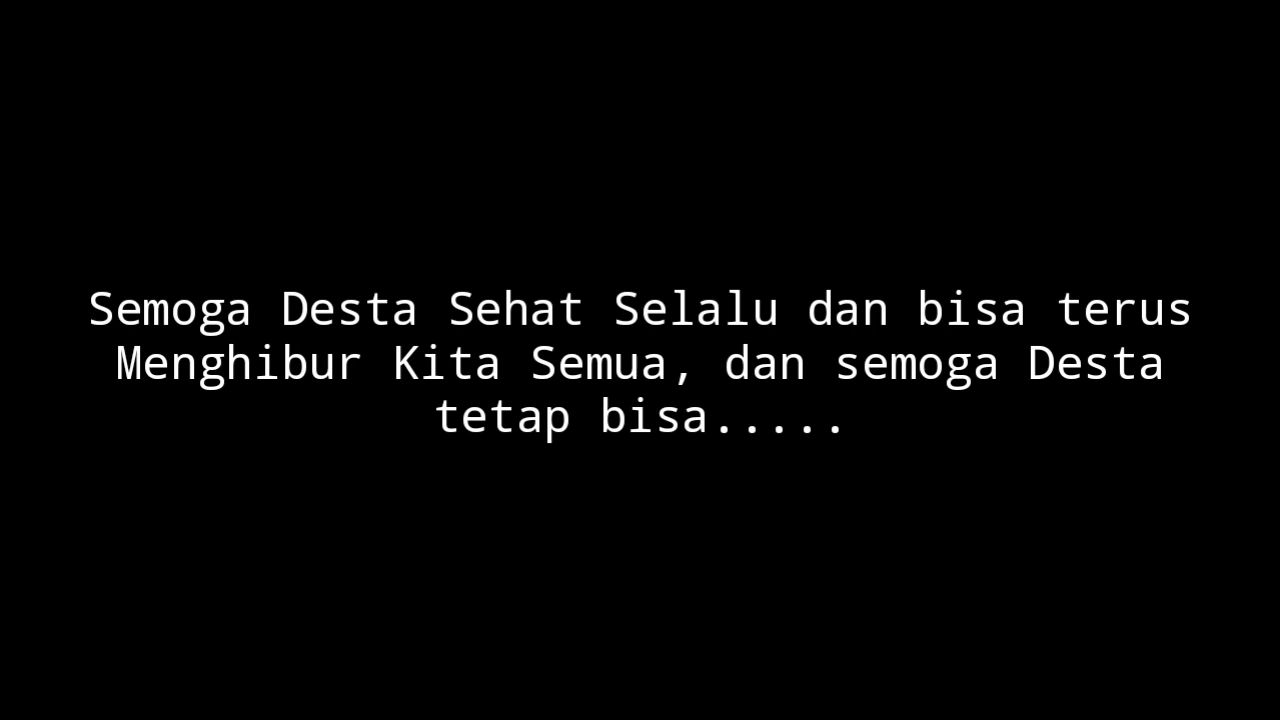 Semoga Desta Sehat Selalu dan bisa terus
Menghibur Kita Semua, dan semoga Desta
tetap bisa.....